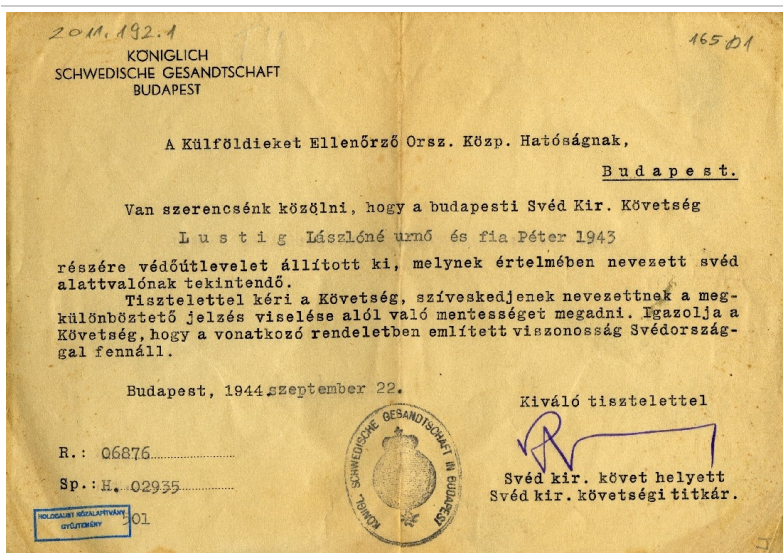 2011.192.1
165 D1
KÖNIGLICH
SCHWEDISCHE GESANDTSCHAFT
BUDAPEST
A Külföldieket Ellenőrző Orsz. Közp. Hatóságnak,
Budapest.
Van szerencsénk közölni, hogy a budapesti Svéd Kir. Követség
Lustig Lászlóné urnő és fia Péter 1943
részére védőútlevelet állított ki, melynek értelmében nevezett svéd
alattvalónak tekintendő.
Tisztelettel kéri a Követség, szíveskedjenek nevezettnek a meg-
különböztető jelzés viselése alól való mentességet megadni. Igazolja a
Követség, hogy a vonatkozó rendeletben említett viszonosság Svédország-
gal fennáll.
Budapest, 1944.szeptember 22.
Kiváló tisztelettel
R.: 06876
Sp.: H. 02935
501
KÖNIGL. SCHWEDISCHE GESANDTSCHAFT IN BUDAPEST
Svéd kir. követ helyett
Svéd kir. követségi titkár.
HOLOCAUST KÖZALAPÍTVÁNY
GYŰJTEMÉNY